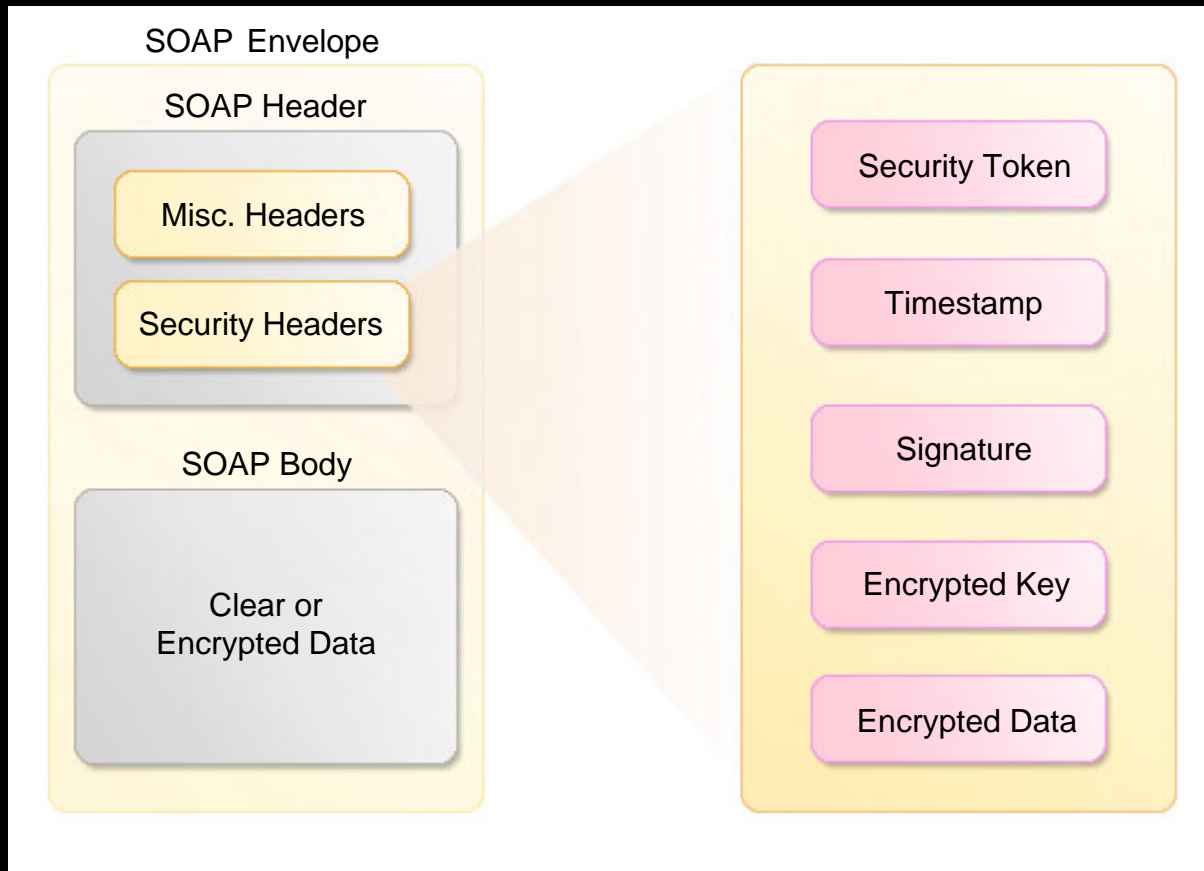 SOAP Envelope
SOAP Header
Misc. Headers
Security Headers
SOAP Body
Clear or
Encrypted Data
Security Token
Timestamp
Signature
Encrypted Key
Encrypted Data